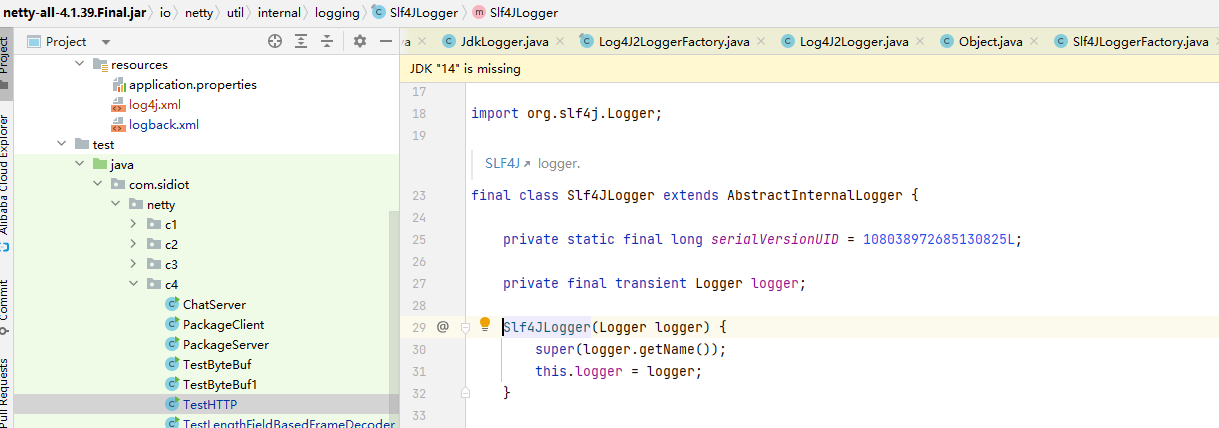 netty-all-4.1.39.Final.jar io netty util internal logging Slf4JLogger Slf4JLogger
Project
JdkLogger.java Log4J2LoggerFactory.java Log4J2Logger.java Object.java Slf4JLoggerFactory.java
JDK "14" is missing
Project
Alibaba Cloud Explorer
Commit
Pull Requests
resources
application.properties
log4j.xml
logback.xml
test
java
com.sidiot
netty
c1
c2
c3
c4
ChatServer
PackageClient
PackageServer
TestByteBuf
TestByteBuf1
TestHTTP
TestLengthFieldBasedFrameDecoder
17
18 import org.slf4j.Logger;
19
SLF4J logger.
23 final class Slf4JLogger extends AbstractInternalLogger {
24
25 private static final long serialVersionUID = 108038972685130825L;
26
27 private final transient Logger logger;
28
29 @ Slf4JLogger(Logger logger) {
30 super(logger.getName());
31 this.logger = logger;
32 }
33